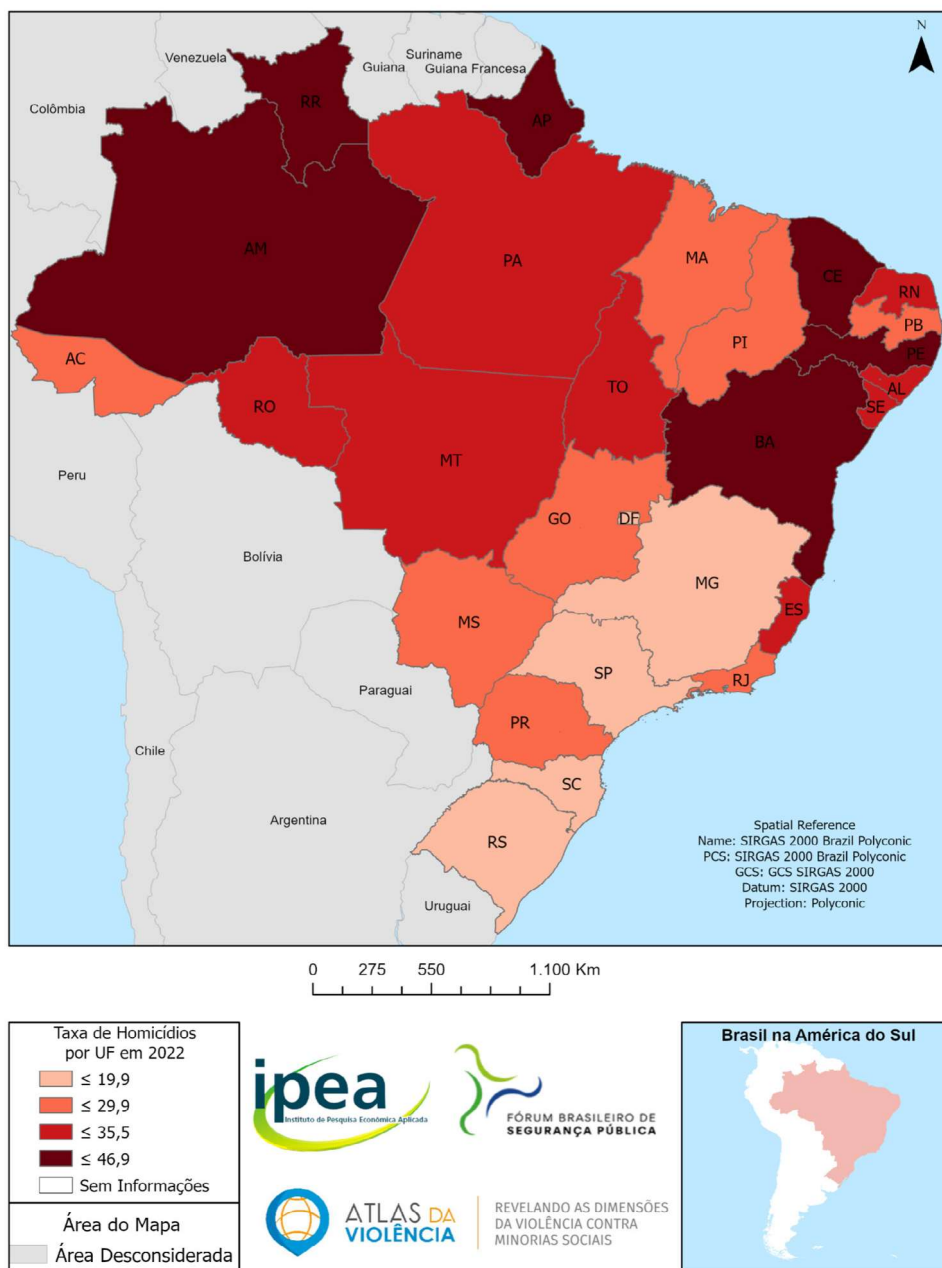 N
Venezuela
Suriname
Guiana
Guiana Francesa
Colômbia
RR
AP
AM
PA
MA
CE
RN
PB
PI
PE
AC
AL
TO
SE
RO
BA
MT
Peru
GO
DF
Bolívia
MG
ES
MS
SP
RJ
Paraguai
PR
Chile
SC
Argentina
RS
Uruguai
Spatial Reference
Name: SIRGAS 2000 Brazil Polyconic
PCS: SIRGAS 2000 Brazil Polyconic
GCS: GCS SIRGAS 2000
Datum: SIRGAS 2000
Projection: Polyconic
0 275 550 1.100 Km
Taxa de Homicídios
por UF em 2022
≤ 19,9
≤ 29,9
≤ 35,5
≤ 46,9
Sem Informações
Área do Mapa
Área Desconsiderada
ipea
Instituto de Pesquisa Econômica Aplicada
FÓRUM BRASILEIRO DE
SEGURANÇA PÚBLICA
ATLAS DA
VIOLÊNCIA
REVELANDO AS DIMENSÕES
DA VIOLÊNCIA CONTRA
MINORIAS SOCIAIS
Brasil na América do Sul